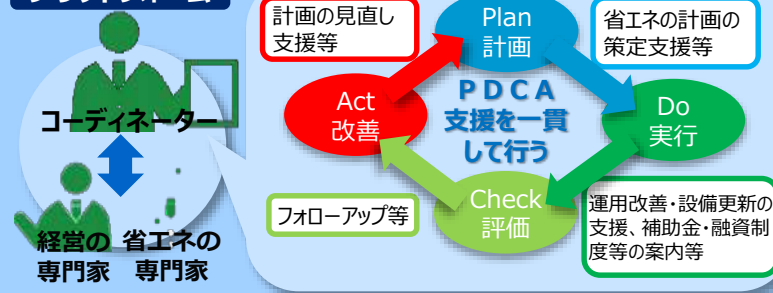 計画の見直し
支援等
Plan
計画
省エネの計画の
策定支援等
Act
改善
PDCA
支援を一貫
して行う
Do
実行
コーディネーター
フォローアップ等
Check
評価
運用改善・設備更新の
支援、補助金・融資制
度等の案内等
経営の
専門家
省エネの
専門家